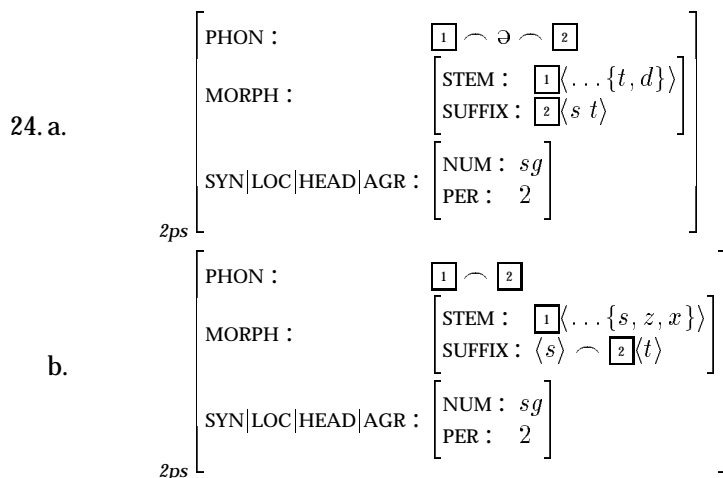 PHON : [1] ⌢ ə ⌢ [2]
24. a. MORPH : [STEM : [1]⟨...{t, d}⟩
SUFFIX : [2]⟨s t⟩]
SYN|LOC|HEAD|AGR : [NUM : sg
PER : 2]
2ps
PHON : [1] ⌢ [2]
b. MORPH : [STEM : [1]⟨...{s, z, x}⟩
SUFFIX : ⟨s⟩ ⌢ [2]⟨t⟩]
SYN|LOC|HEAD|AGR : [NUM : sg
PER : 2]
2ps